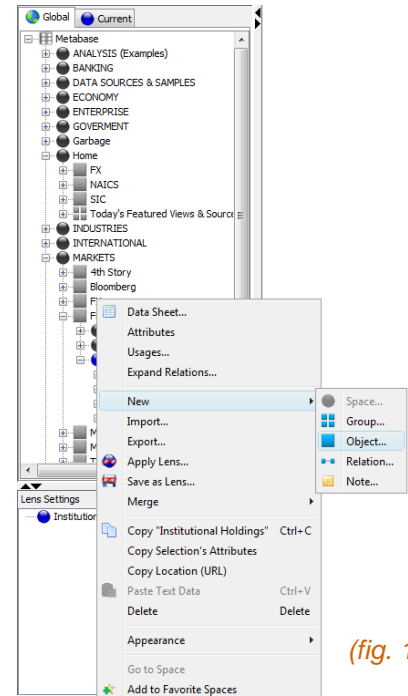 Global Current
Metabase
ANALYSIS (Examples)
BANKING
DATA SOURCES & SAMPLES
ECONOMY
ENTERPRISE
GOVERMENT
Garbage
Home
FX
NAICS
SIC
Today's Featured Views & Source
INDUSTRIES
INTERNATIONAL
MARKETS
4th Story
Bloomberg
Data Sheet...
Attributes
Usages...
Expand Relations...
New
Import...
Export...
Apply Lens...
Save as Lens...
Merge
Copy "Institutional Holdings" Ctrl+C
Copy Selection's Attributes
Copy Location (URL)
Paste Text Data Ctrl+V
Delete Delete
Appearance
Go to Space
Add to Favorite Spaces
Space...
Group...
Object...
Relation...
Note...
Lens Settings
Institution
(fig. 1